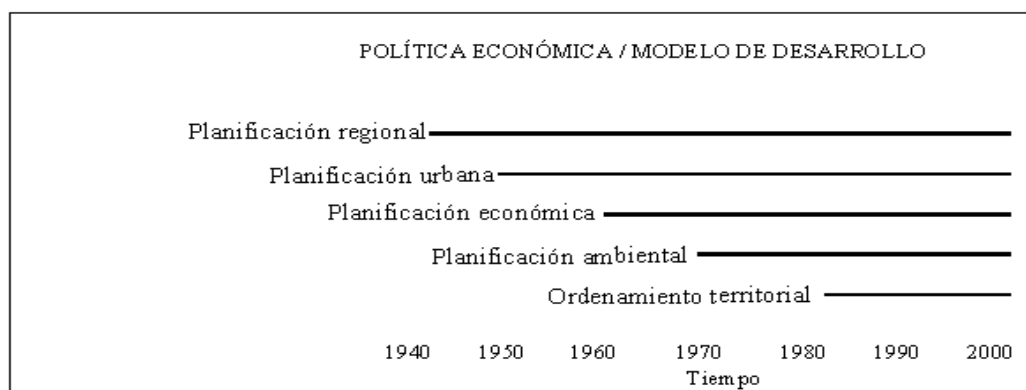 POLÍTICA ECONÓMICA / MODELO DE DESARROLLO
Planificación regional
Planificación urbana
Planificación económica
Planificación ambiental
Ordenamiento territorial
1940 1950 1960 1970 1980 1990 2000
Tiempo